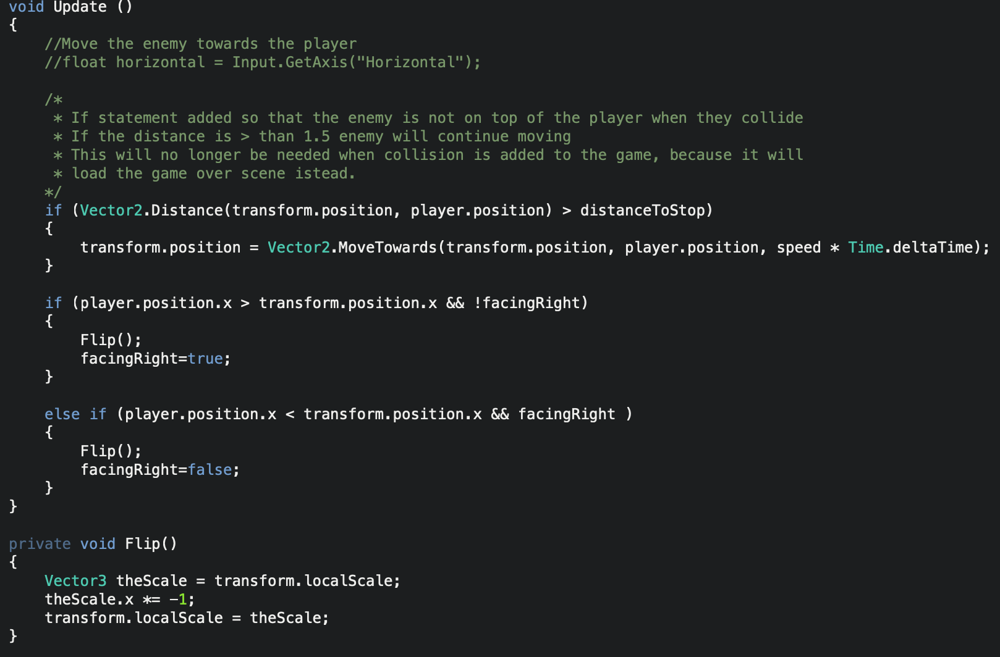 void Update ()
{
    //Move the enemy towards the player
    //float horizontal = Input.GetAxis("Horizontal");

    /*
     * If statement added so that the enemy is not on top of the player when they collide
     * If the distance is > than 1.5 enemy will continue moving
     * This will no longer be needed when collision is added to the game, because it will
     * load the game over scene istead.
    */
    if (Vector2.Distance(transform.position, player.position) > distanceToStop)
    {
        transform.position = Vector2.MoveTowards(transform.position, player.position, speed * Time.deltaTime);
    }

    if (player.position.x > transform.position.x && !facingRight)
    {
        Flip();
        facingRight=true;
    }

    else if (player.position.x < transform.position.x && facingRight )
    {
        Flip();
        facingRight=false;
    }
}

private void Flip()
{
    Vector3 theScale = transform.localScale;
    theScale.x *= -1;
    transform.localScale = theScale;
}